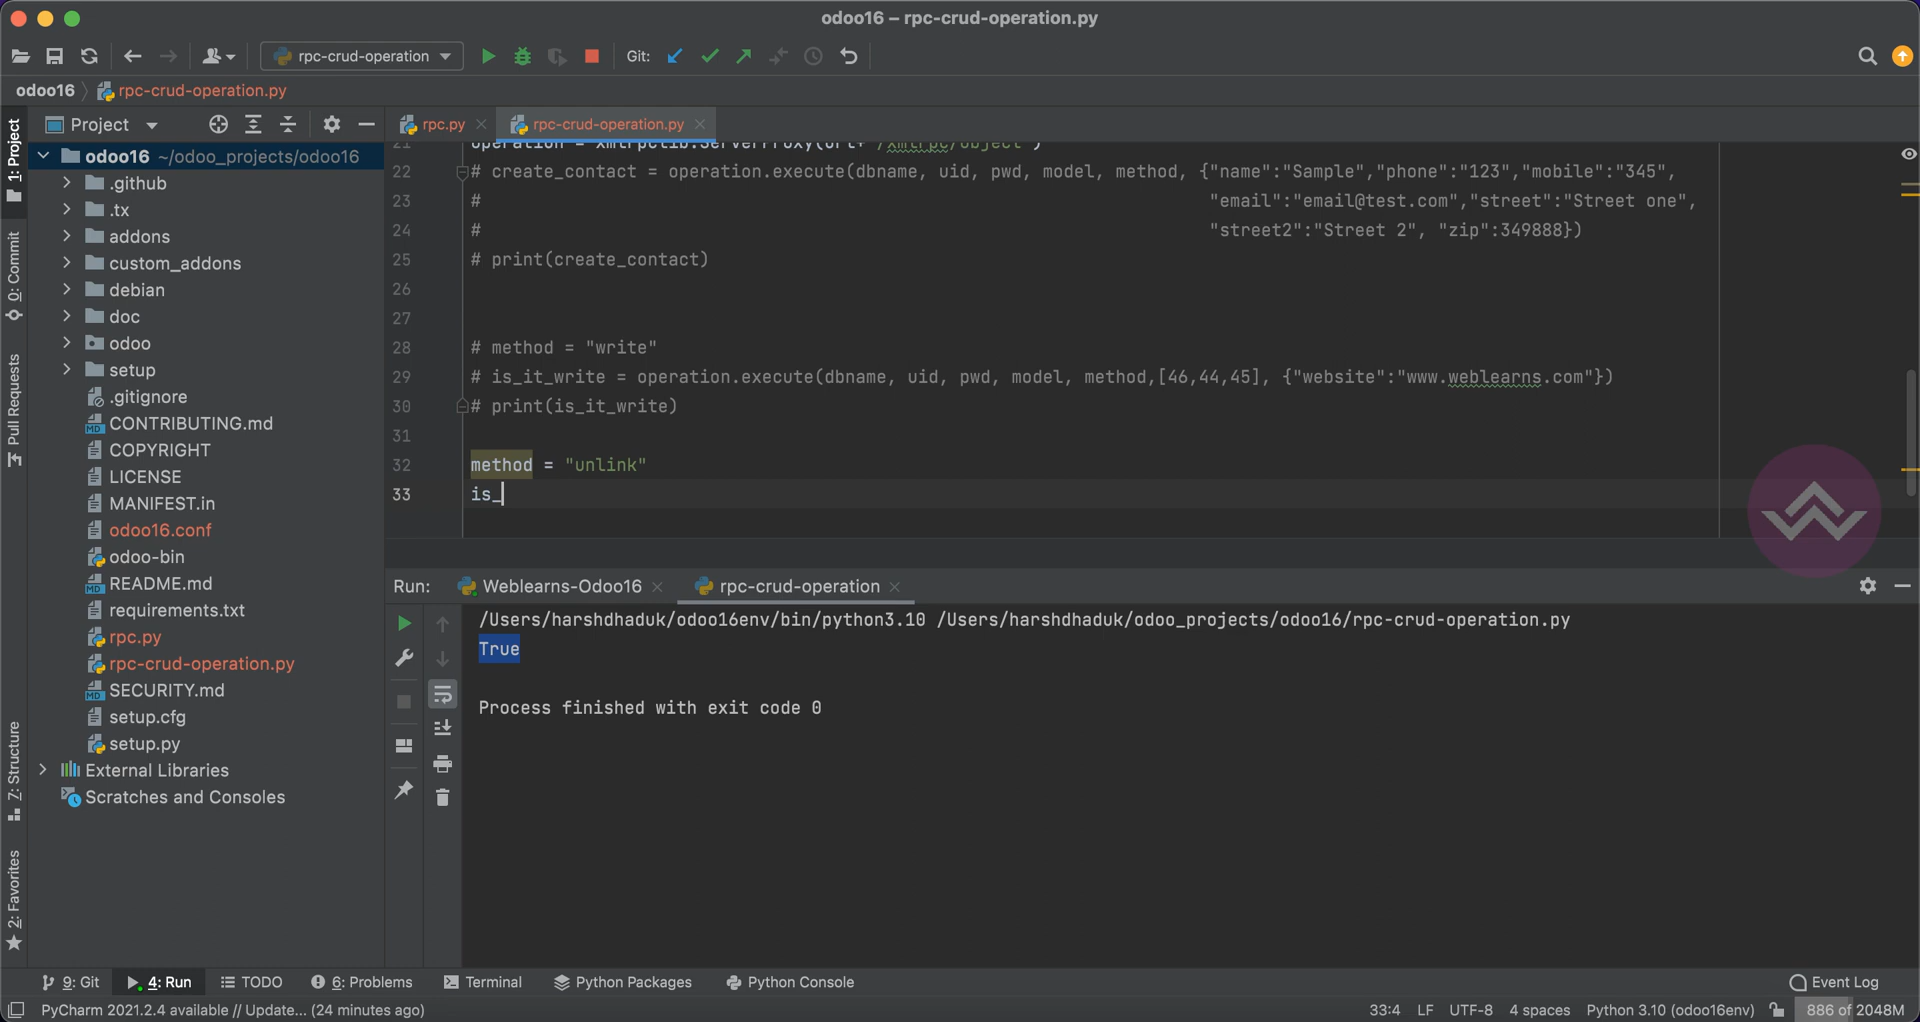 odoo16 – rpc-crud-operation.py
rpc-crud-operation
Git:
odoo16
rpc-crud-operation.py
Project
rpc.py
rpc-crud-operation.py
1: Project
0: Commit
Pull Requests
Z: Structure
2: Favorites
odoo16 ~/odoo_projects/odoo16
.github
.tx
addons
custom_addons
debian
doc
odoo
setup
.gitignore
CONTRIBUTING.md
COPYRIGHT
LICENSE
MANIFEST.in
odoo16.conf
odoo-bin
README.md
requirements.txt
rpc.py
rpc-crud-operation.py
SECURITY.md
setup.cfg
setup.py
External Libraries
Scratches and Consoles
21 operation = xmlrpclib.ServerProxy(url+'/xmlrpc/object')
22 # create_contact = operation.execute(dbname, uid, pwd, model, method, {"name":"Sample","phone":"123","mobile":"345",
23 # "email":"email@test.com","street":"Street one",
24 # "street2":"Street 2", "zip":349888})
25 # print(create_contact)
26
27
28 # method = "write"
29 # is_it_write = operation.execute(dbname, uid, pwd, model, method,[46,44,45], {"website":"www.weblearns.com"})
30 # print(is_it_write)
31
32 method = "unlink"
33 is_
Run: Weblearns-Odoo16 rpc-crud-operation
/Users/harshdhaduk/odoo16env/bin/python3.10 /Users/harshdhaduk/odoo_projects/odoo16/rpc-crud-operation.py
True
Process finished with exit code 0
9: Git 4: Run TODO 6: Problems Terminal Python Packages Python Console Event Log
PyCharm 2021.2.4 available // Update... (24 minutes ago) 33:4 LF UTF-8 4 spaces Python 3.10 (odoo16env) 886 of 2048M